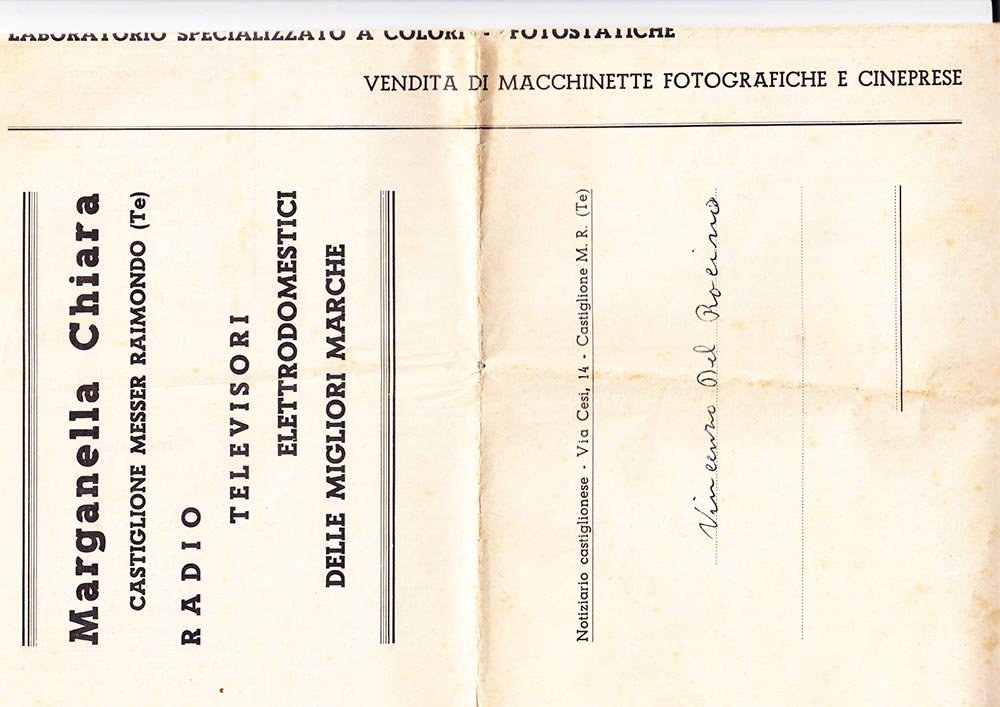 LABORATORIO SPECIALIZZATO A COLORI - FOTOSTATICHE
VENDITA DI MACCHINETTE FOTOGRAFICHE E CINEPRESE
Marganella Chiara
CASTIGLIONE MESSER RAIMONDO (Te)
RADIO
TELEVISORI
ELETTRODOMESTICI
DELLE MIGLIORI MARCHE
Notiziario castiglionese - Via Cesi, 14 - Castiglione M. R. (Te)
Vincenzo Del Rocino